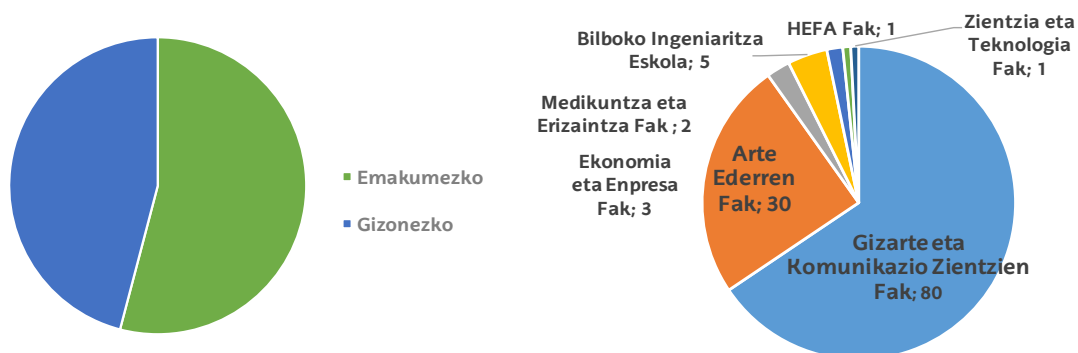 Emakumezko
Gizonezko
Bilboko Ingeniaritza
Eskola; 5
HEFA Fak; 1
Zientzia eta
Teknologia
Fak; 1
Medikuntza eta
Erizaintza Fak ; 2
Ekonomia
eta Enpresa
Fak; 3
Arte
Ederren
Fak; 30
Gizarte eta
Komunikazio Zientzien
Fak; 80